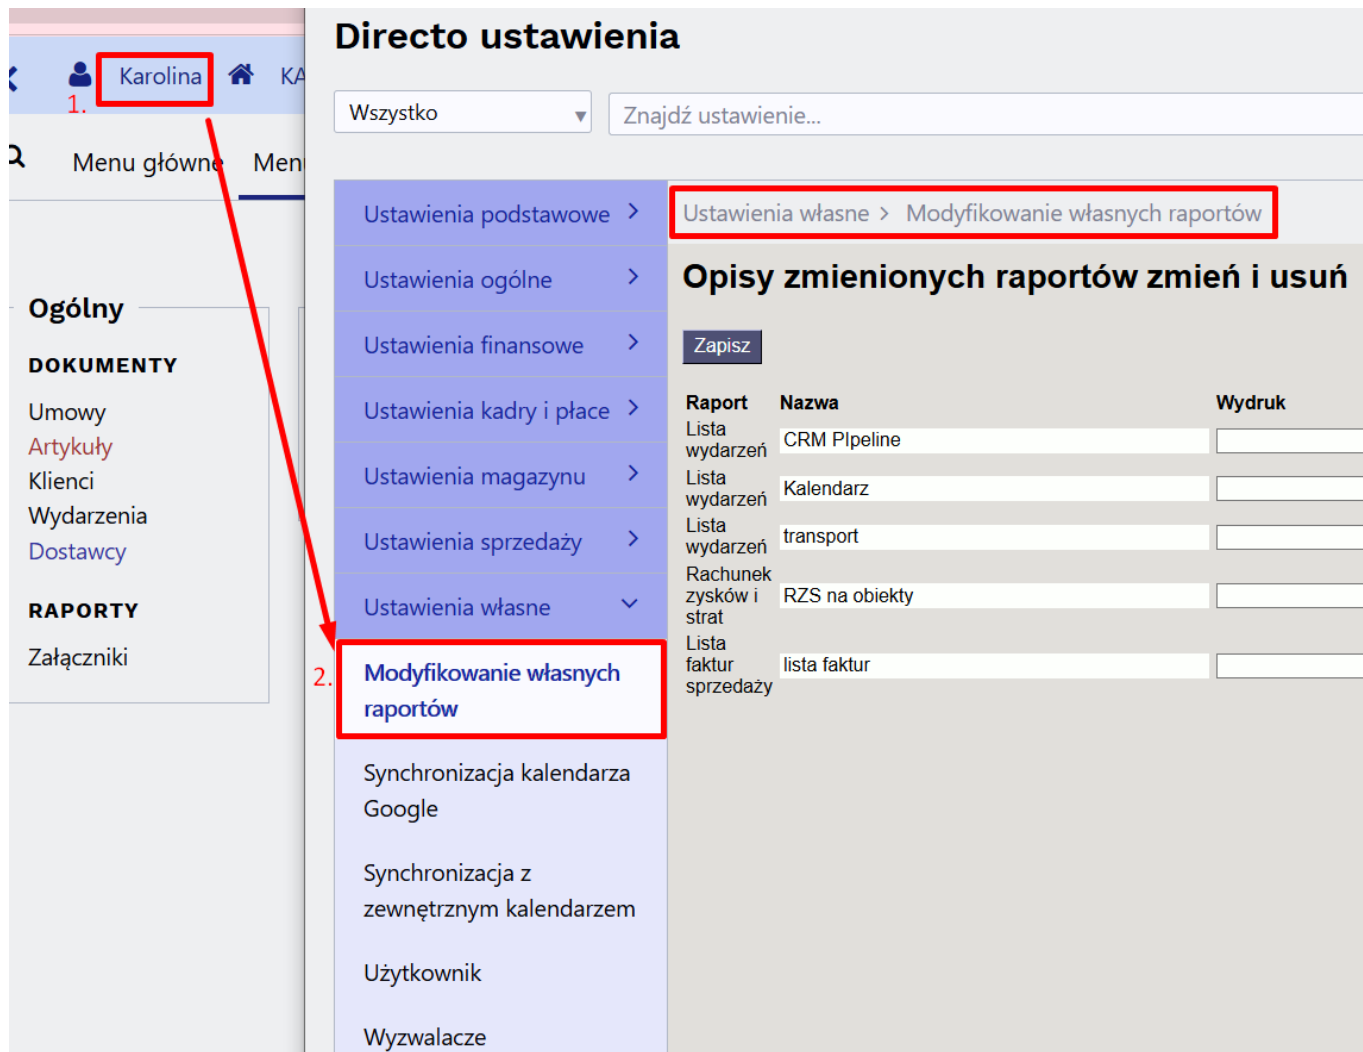 Karolina
KA
1.
Menu główne
Ogólny
DOKUMENTY
Umowy
Artykuły
Klienci
Wydarzenia
Dostawcy
RAPORTY
Załączniki
Directo ustawienia
Wszystko
Znajdź ustawienie...
Ustawienia podstawowe
Ustawienia ogólne
Ustawienia finansowe
Ustawienia kadry i płace
Ustawienia magazynu
Ustawienia sprzedaży
Ustawienia własne
2.
Modyfikowanie własnych
raportów
Synchronizacja kalendarza
Google
Synchronizacja z
zewnętrznym kalendarzem
Użytkownik
Wyzwalacze
Ustawienia własne > Modyfikowanie własnych raportów
Opisy zmienionych raportów zmień i usuń
Zapisz
Raport Nazwa Wydruk
Lista
wydarzeń
CRM PIpeline
Lista
wydarzeń
Kalendarz
Lista
wydarzeń
transport
Rachunek
zysków i
strat
RZS na obiekty
Lista
faktur
sprzedaży
lista faktur